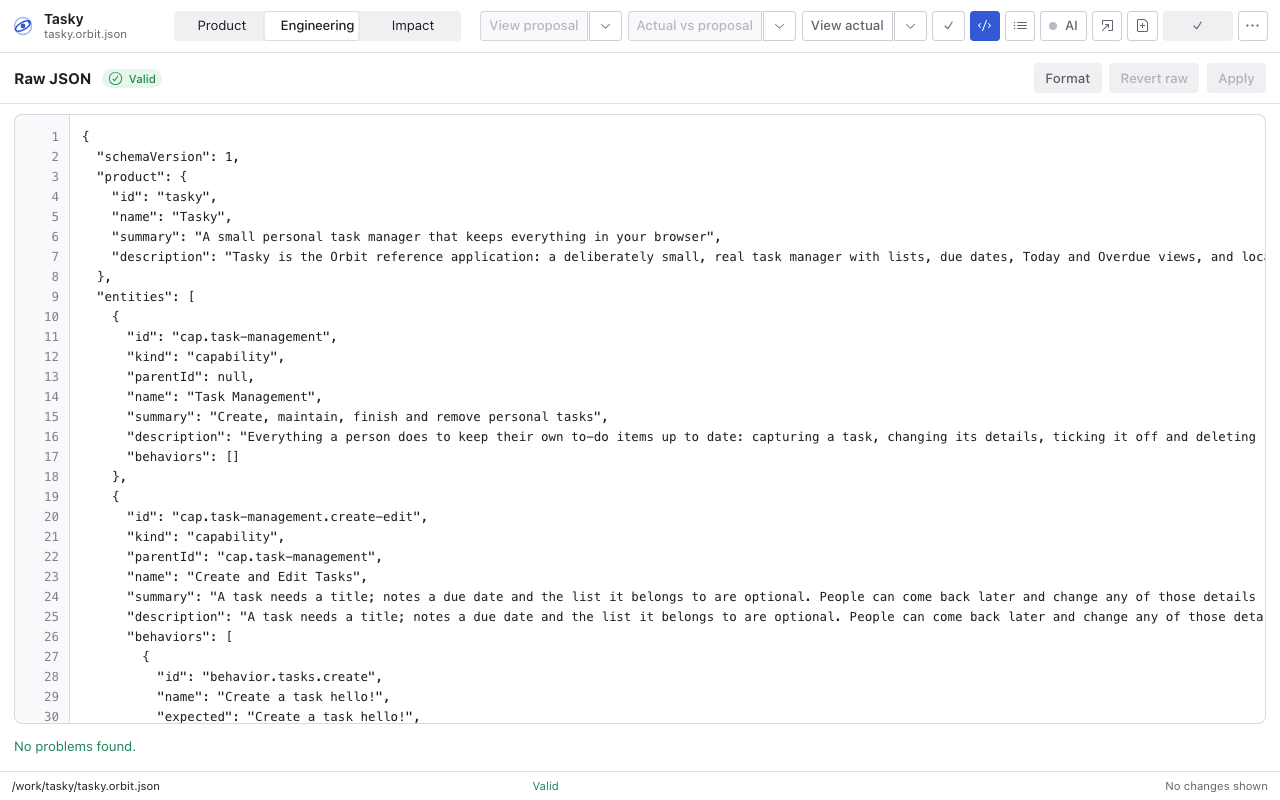 Tasky
tasky.orbit.json
Product Engineering Impact
View proposal Actual vs proposal View actual AI
Raw JSON Valid Format Revert raw Apply
1 {
2 "schemaVersion": 1,
3 "product": {
4 "id": "tasky",
5 "name": "Tasky",
6 "summary": "A small personal task manager that keeps everything in your browser",
7 "description": "Tasky is the Orbit reference application: a deliberately small, real task manager with lists, due dates, Today and Overdue views, and loc
8 },
9 "entities": [
10 {
11 "id": "cap.task-management",
12 "kind": "capability",
13 "parentId": null,
14 "name": "Task Management",
15 "summary": "Create, maintain, finish and remove personal tasks",
16 "description": "Everything a person does to keep their own to-do items up to date: capturing a task, changing its details, ticking it off and deleting
17 "behaviors": []
18 },
19 {
20 "id": "cap.task-management.create-edit",
21 "kind": "capability",
22 "parentId": "cap.task-management",
23 "name": "Create and Edit Tasks",
24 "summary": "A task needs a title; notes a due date and the list it belongs to are optional. People can come back later and change any of those details
25 "description": "A task needs a title; notes a due date and the list it belongs to are optional. People can come back later and change any of those deta
26 "behaviors": [
27 {
28 "id": "behavior.tasks.create",
29 "name": "Create a task hello!",
30 "expected": "Create a task hello!",
No problems found.
/work/tasky/tasky.orbit.json Valid No changes shown